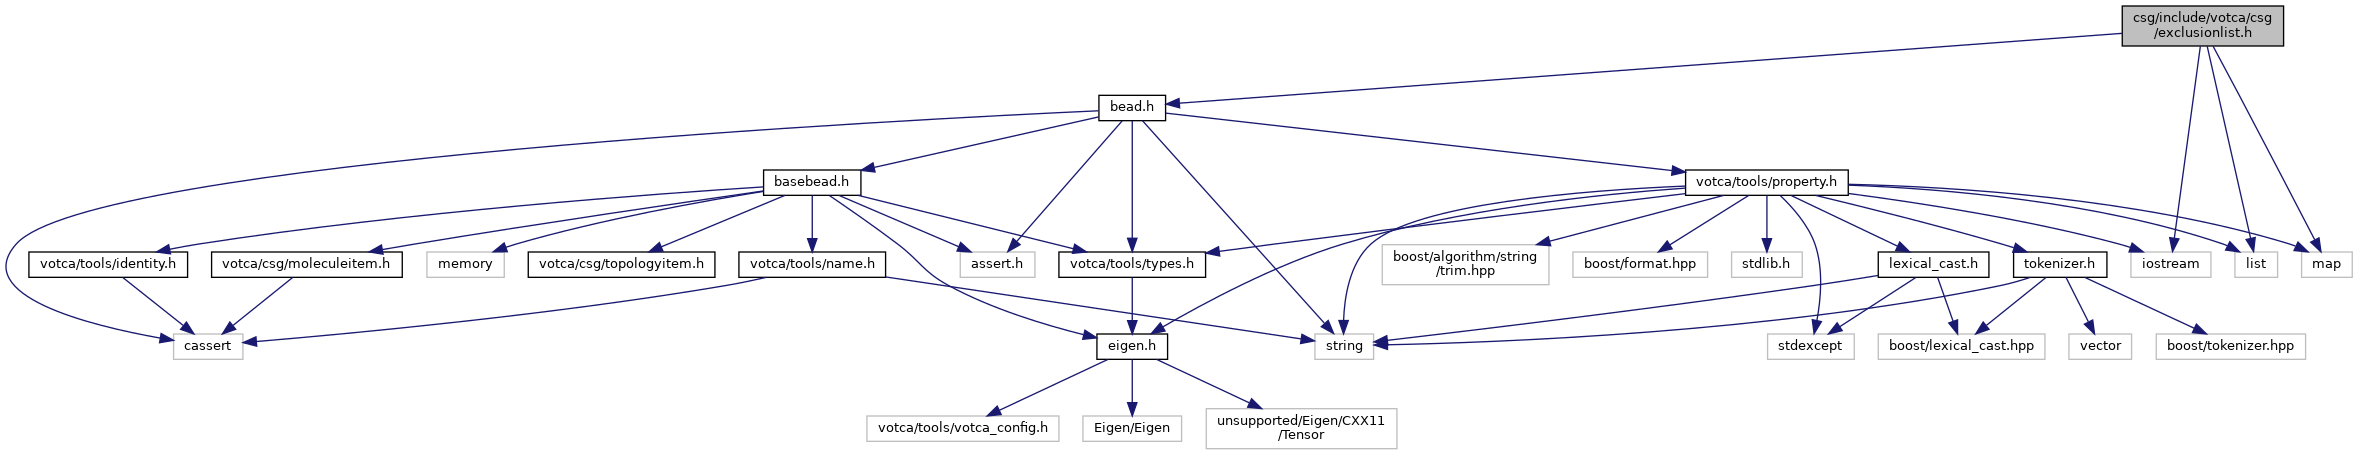 csg/include/votca/csg
/exclusionlist.h
bead.h
basebead.h
votca/tools/property.h
votca/tools/identity.h
votca/csg/moleculeitem.h
memory
votca/csg/topologyitem.h
votca/tools/name.h
assert.h
votca/tools/types.h
boost/algorithm/string
/trim.hpp
boost/format.hpp
stdlib.h
lexical_cast.h
tokenizer.h
iostream
list
map
cassert
eigen.h
string
stdexcept
boost/lexical_cast.hpp
vector
boost/tokenizer.hpp
votca/tools/votca_config.h
Eigen/Eigen
unsupported/Eigen/CXX11
/Tensor